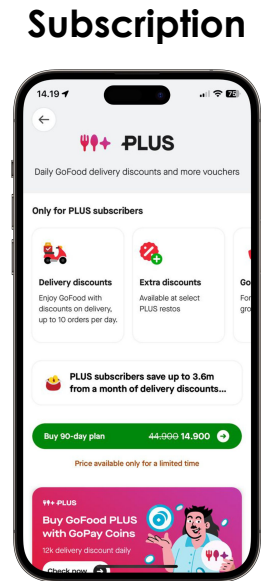 Subscription
14.19
75
PLUS
Daily GoFood delivery discounts and more vouchers
Only for PLUS subscribers
Delivery discounts
Enjoy GoFood with
discounts on delivery,
up to 10 orders per day.
Extra discounts
Available at select
PLUS restos
Go
For
gro
PLUS subscribers save up to 3.6m
from a month of delivery discounts...
Buy 90-day plan 44.900 14.900
Price available only for a limited time
PLUS
Buy GoFood PLUS
with GoPay Coins
12k delivery discount daily
Check now